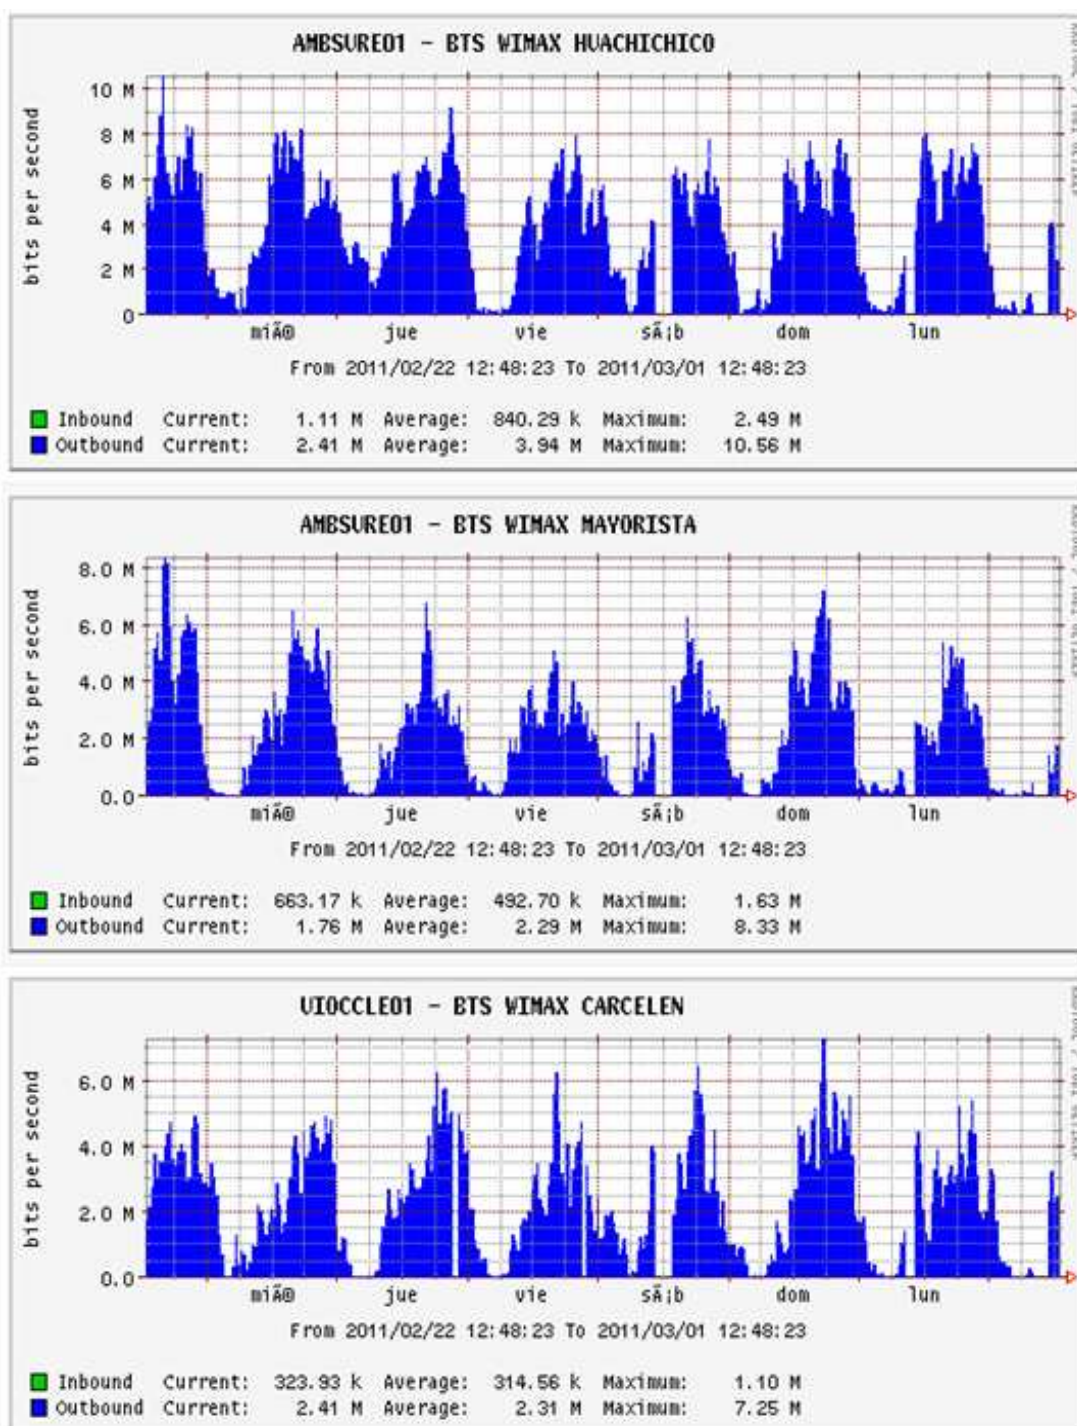 AMBSURE01 - BTS WIMAX HUACHICHICO
bits per second
10 M
8 M
6 M
4 M
2 M
0
miÃ© jue vie sÃ¡b dom lun
From 2011/02/22 12:48:23 To 2011/03/01 12:48:23
Inbound Current: 1.11 M Average: 840.29 k Maximum: 2.49 M
Outbound Current: 2.41 M Average: 3.94 M Maximum: 10.56 M
AMBSURE01 - BTS WIMAX MAYORISTA
bits per second
8.0 M
6.0 M
4.0 M
2.0 M
0.0
miÃ© jue vie sÃ¡b dom lun
From 2011/02/22 12:48:23 To 2011/03/01 12:48:23
Inbound Current: 663.17 k Average: 492.70 k Maximum: 1.63 M
Outbound Current: 1.76 M Average: 2.29 M Maximum: 8.33 M
UIOCCLE01 - BTS WIMAX CARCELEN
bits per second
6.0 M
4.0 M
2.0 M
0.0
miÃ© jue vie sÃ¡b dom lun
From 2011/02/22 12:48:23 To 2011/03/01 12:48:23
Inbound Current: 323.93 k Average: 314.56 k Maximum: 1.10 M
Outbound Current: 2.41 M Average: 2.31 M Maximum: 7.25 M